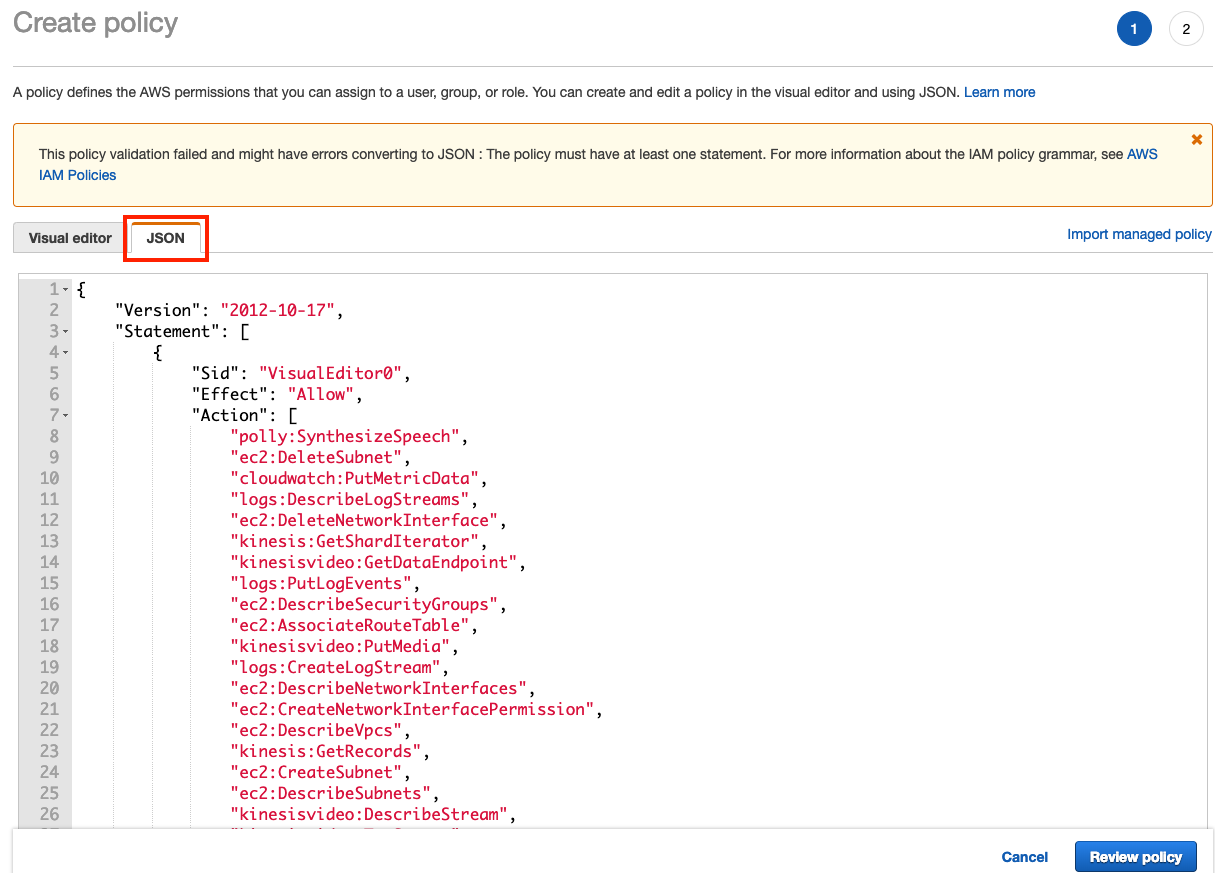 Create policy
1
2
A policy defines the AWS permissions that you can assign to a user, group, or role. You can create and edit a policy in the visual editor and using JSON. Learn more
This policy validation failed and might have errors converting to JSON : The policy must have at least one statement. For more information about the IAM policy grammar, see AWS
IAM Policies
Visual editor
JSON
Import managed policy
1 {
2 "Version": "2012-10-17",
3 "Statement": [
4 {
5 "Sid": "VisualEditor0",
6 "Effect": "Allow",
7 "Action": [
8 "polly:SynthesizeSpeech",
9 "ec2:DeleteSubnet",
10 "cloudwatch:PutMetricData",
11 "logs:DescribeLogStreams",
12 "ec2:DeleteNetworkInterface",
13 "kinesis:GetShardIterator",
14 "kinesisvideo:GetDataEndpoint",
15 "logs:PutLogEvents",
16 "ec2:DescribeSecurityGroups",
17 "ec2:AssociateRouteTable",
18 "kinesisvideo:PutMedia",
19 "logs:CreateLogStream",
20 "ec2:DescribeNetworkInterfaces",
21 "ec2:CreateNetworkInterfacePermission",
22 "ec2:DescribeVpcs",
23 "kinesis:GetRecords",
24 "ec2:CreateSubnet",
25 "ec2:DescribeSubnets",
26 "kinesisvideo:DescribeStream",
Cancel
Review policy